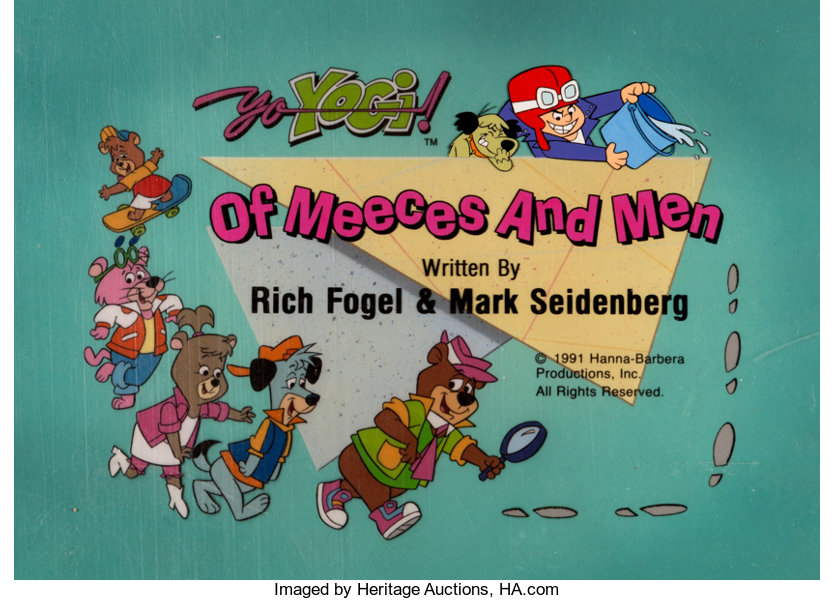 Yo Yogi!
TM
Of Meeces And Men
Written By
Rich Fogel & Mark Seidenberg
© 1991 Hanna-Barbera
Productions, Inc.
All Rights Reserved.
Imaged by Heritage Auctions, HA.com